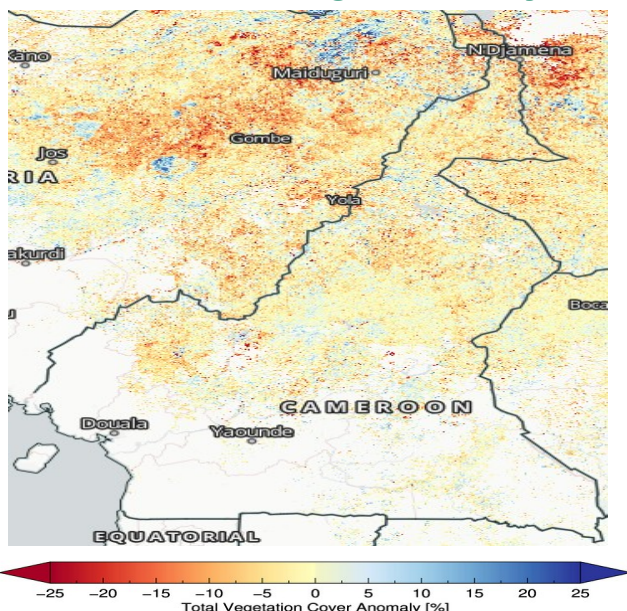 Kano
N'Djamena
Maiduguri
Gombe
Jos
RIA
Yola
akurdi
Boca
u
CAMEROON
Douala
Yaounde
EQUATORIAL
−25 −20 −15 −10 −5 0 5 10 15 20 25
Total Vegetation Cover Anomaly [%]